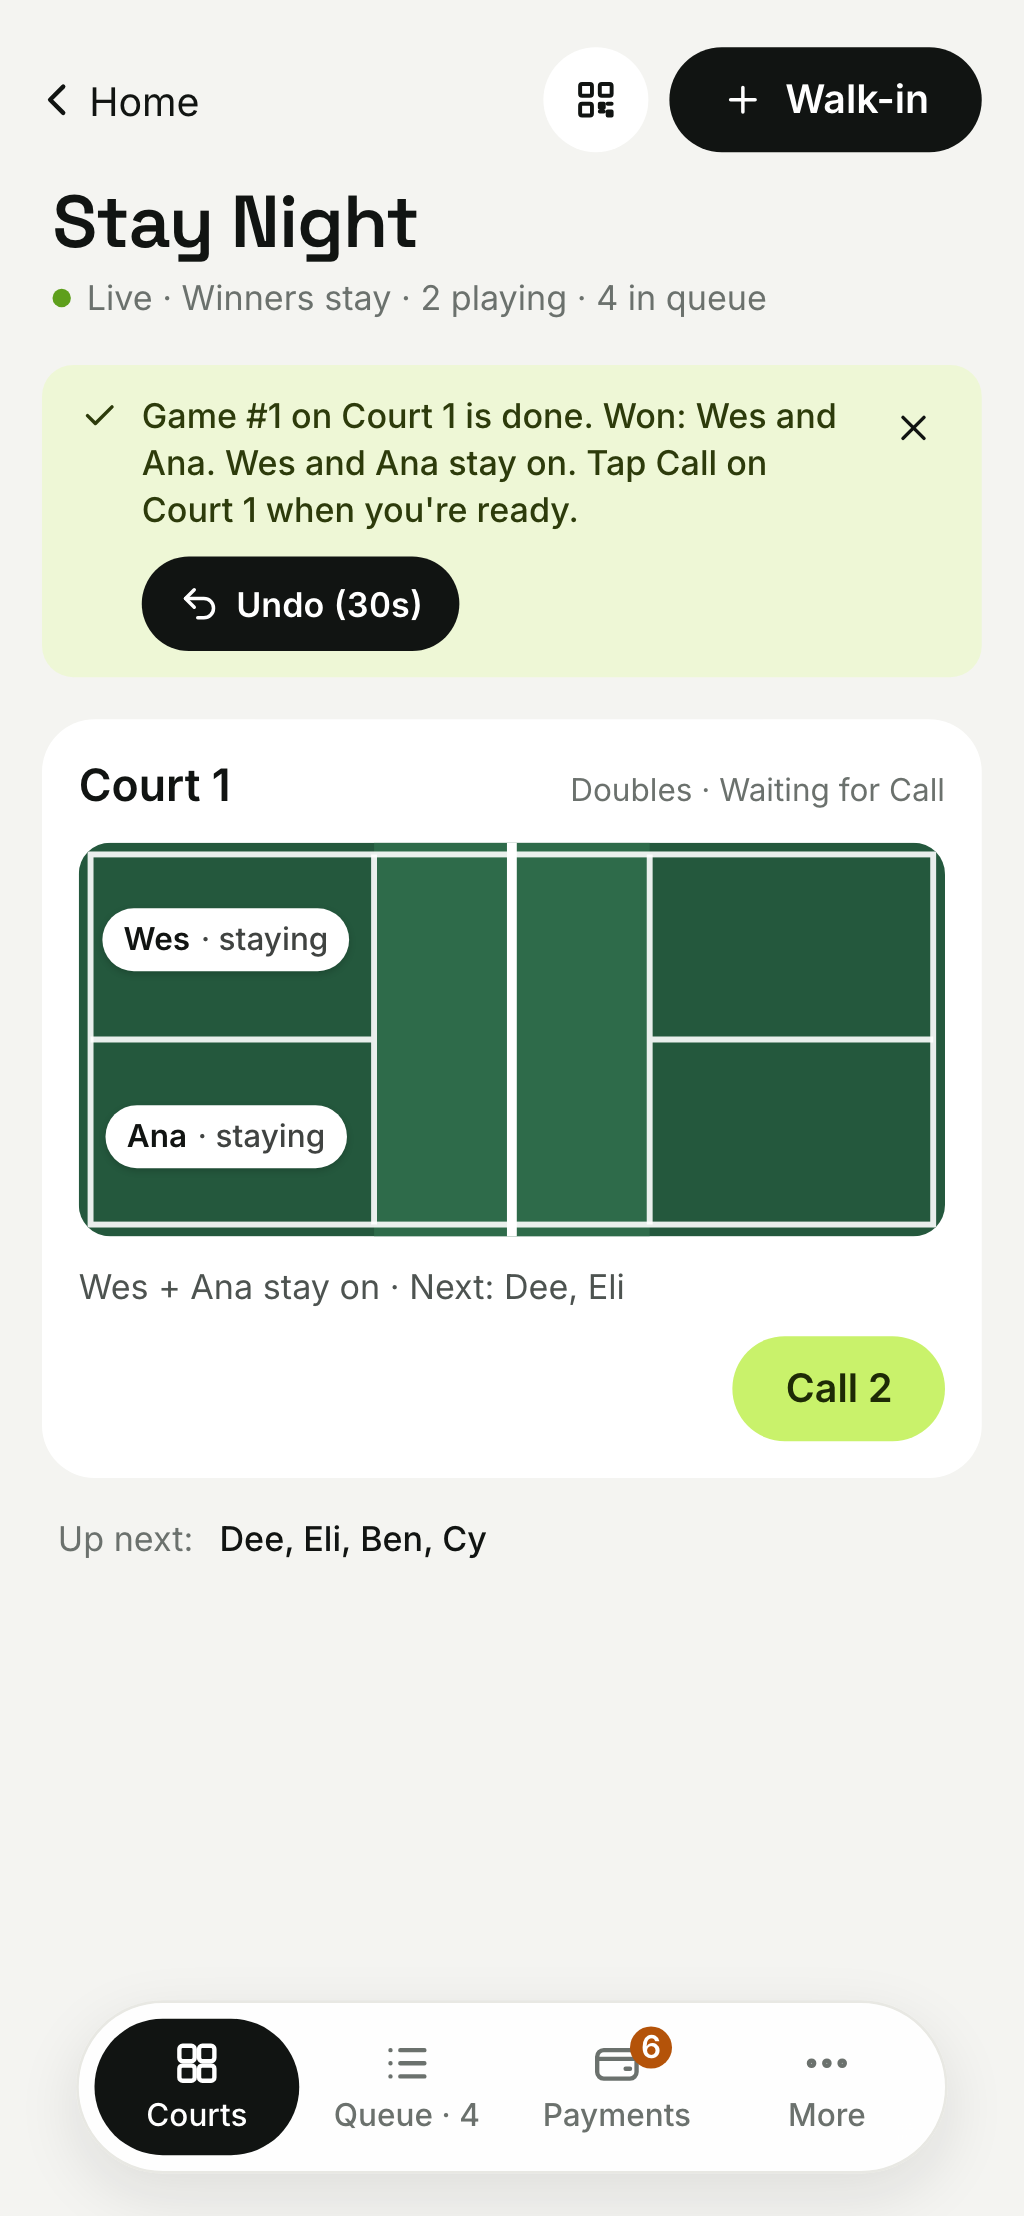 Home
Walk-in
Stay Night
Live · Winners stay · 2 playing · 4 in queue
Game #1 on Court 1 is done. Won: Wes and
Ana. Wes and Ana stay on. Tap Call on
Court 1 when you're ready.
Undo (30s)
Court 1
Doubles · Waiting for Call
Wes · staying
Ana · staying
Wes + Ana stay on · Next: Dee, Eli
Call 2
Up next: Dee, Eli, Ben, Cy
6
Courts
Queue · 4
Payments
More